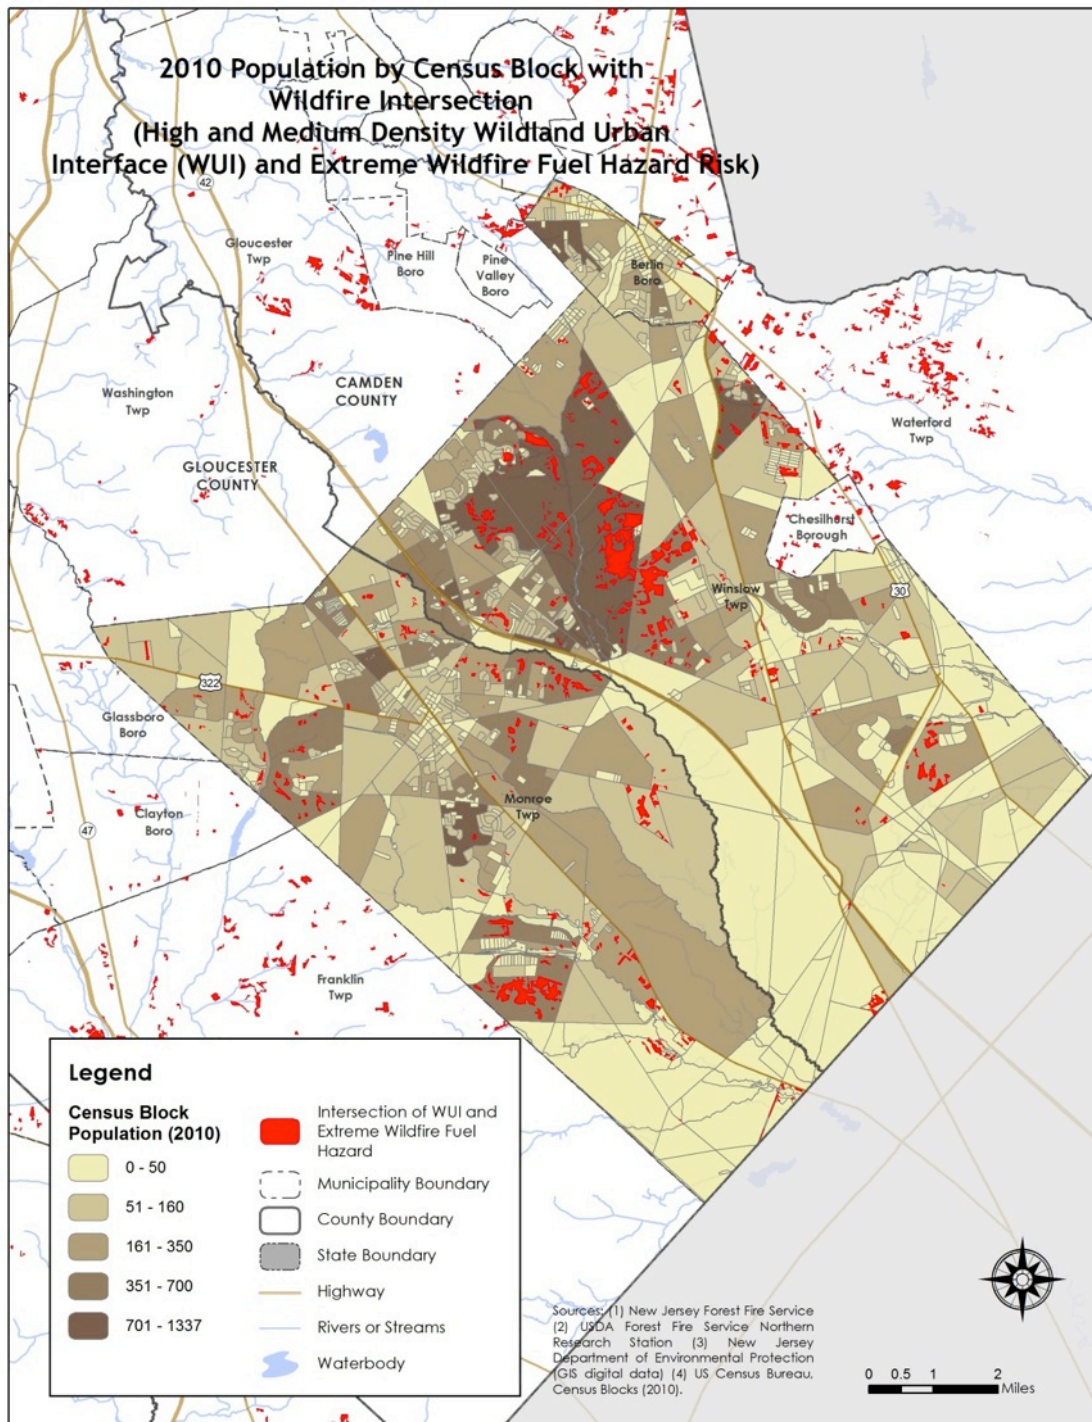 2010 Population by Census Block with
Wildfire Intersection
(High and Medium Density Wildland Urban
Interface (WUI) and Extreme Wildfire Fuel Hazard Risk)
42
Gloucester
Twp
Pine Hill
Boro
Pine
Valley
Boro
Berlin
Boro
Washington
Twp
CAMDEN
COUNTY
Waterford
Twp
GLOUCESTER
COUNTY
Chesilhurst
Borough
Winslow
Twp
30
322
Glassboro
Boro
Clayton
Boro
47
Monroe
Twp
Franklin
Twp
Legend
Census Block
Population (2010)
0 - 50
51 - 160
161 - 350
351 - 700
701 - 1337
Intersection of WUI and
Extreme Wildfire Fuel
Hazard
Municipality Boundary
County Boundary
State Boundary
Highway
Rivers or Streams
Waterbody
Sources: (1) New Jersey Forest Fire Service
(2) USDA Forest Fire Service Northern
Research Station (3) New Jersey
Department of Environmental Protection
(GIS digital data) (4) US Census Bureau,
Census Blocks (2010).
0 0.5 1 2
Miles